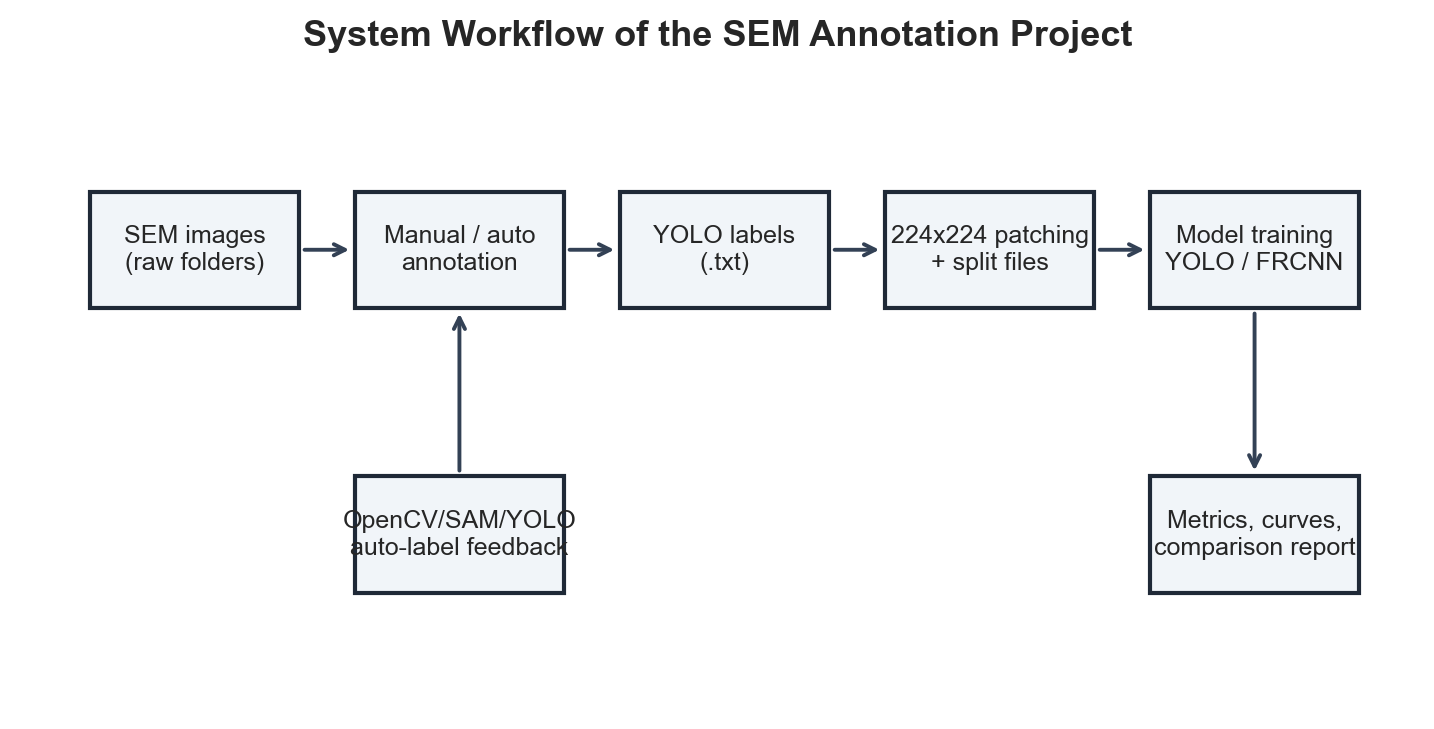 System Workflow of the SEM Annotation Project
SEM images
(raw folders)
Manual / auto
annotation
YOLO labels
(.txt)
224x224 patching
+ split files
Model training
YOLO / FRCNN
OpenCV/SAM/YOLO
auto-label feedback
Metrics, curves,
comparison report